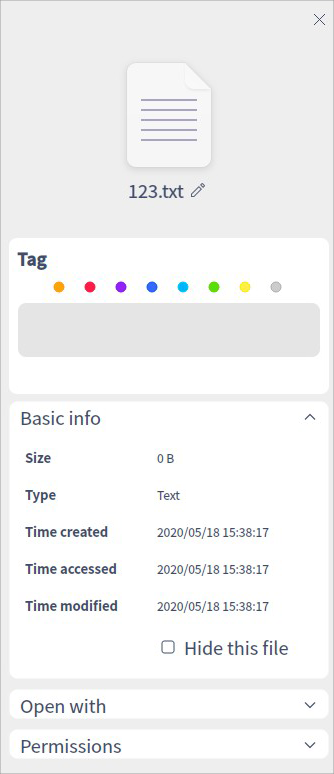 123.txt
Tag
Basic info
Size 0 B
Type Text
Time created 2020/05/18 15:38:17
Time accessed 2020/05/18 15:38:17
Time modified 2020/05/18 15:38:17
Hide this file
Open with
Permissions